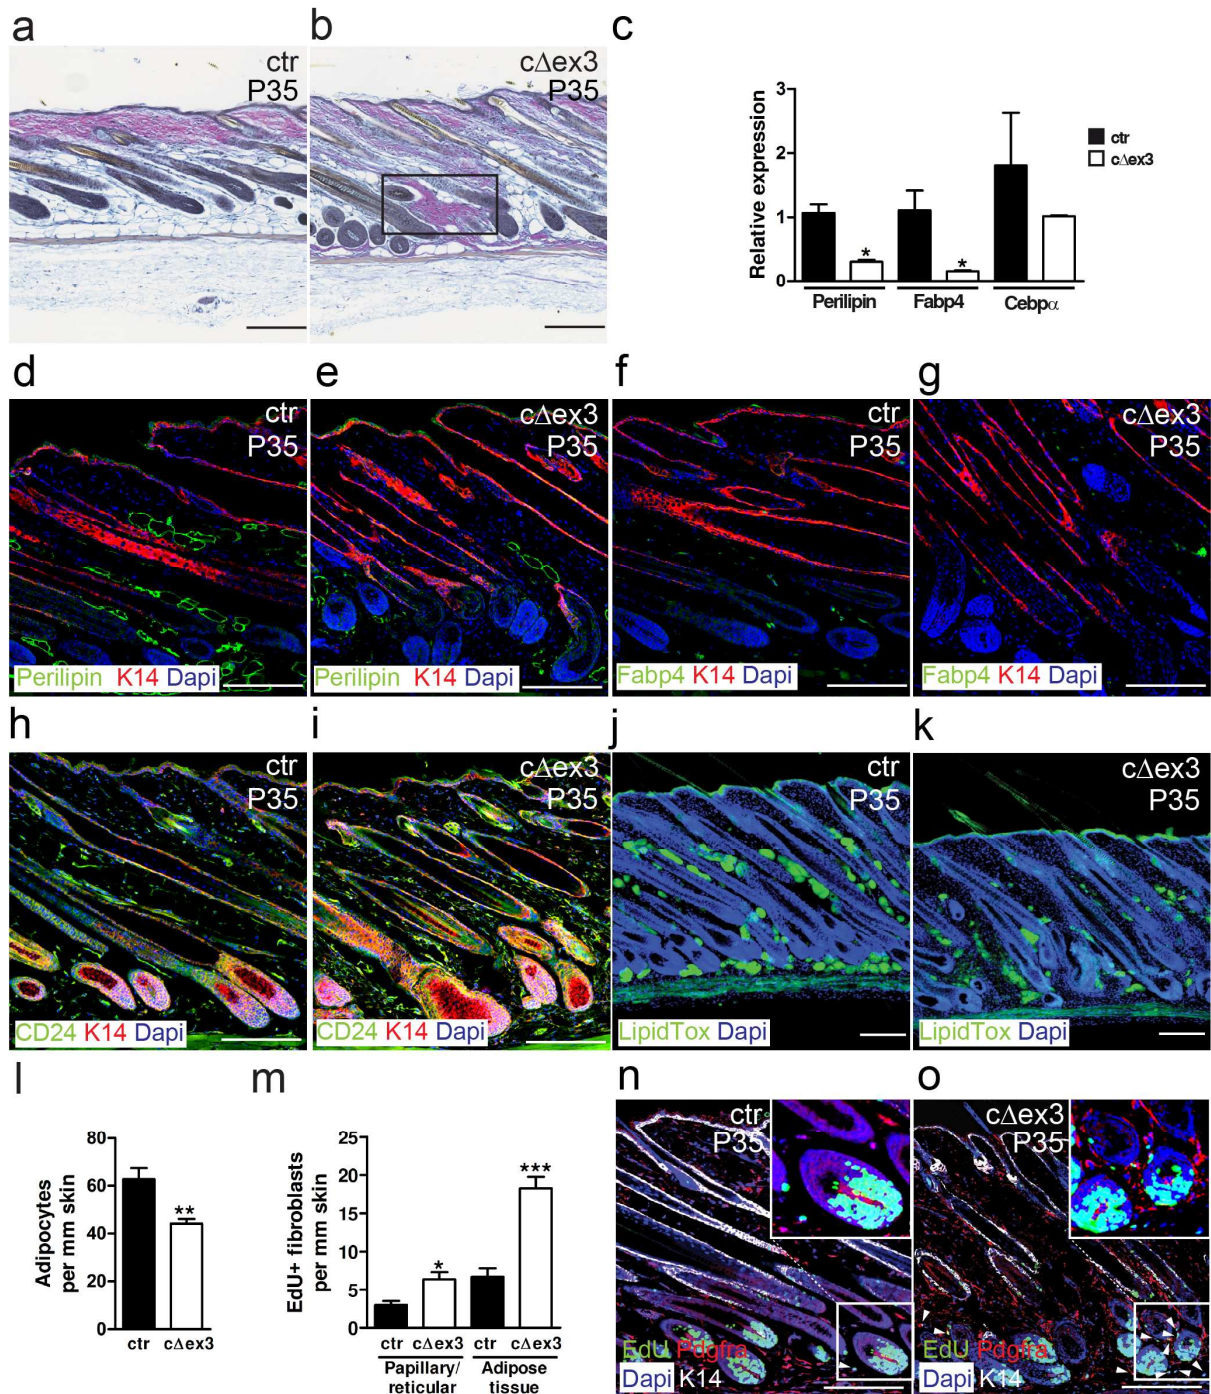 a
ctr
P35
b
cΔex3
P35
c
Relative expression
3
2
1
0
*
*
Perilipin
Fabp4
Cebpα
ctr
cΔex3
d
ctr
P35
Perilipin K14 Dapi
e
cΔex3
P35
Perilipin K14 Dapi
f
ctr
P35
Fabp4 K14 Dapi
g
cΔex3
P35
Fabp4 K14 Dapi
h
ctr
P35
CD24 K14 Dapi
i
cΔex3
P35
CD24 K14 Dapi
j
ctr
P35
LipidTox Dapi
k
cΔex3
P35
LipidTox Dapi
l
Adipocytes
per mm skin
80
60
40
20
0
**
ctr
cΔex3
m
EdU+ fibroblasts
per mm skin
25
20
15
10
5
0
*
***
ctr cΔex3 ctr cΔex3
Papillary/
reticular
Adipose
tissue
n
ctr
P35
EdU Pdgfra
Dapi K14
o
cΔex3
P35
EdU Pdgfra
Dapi K14